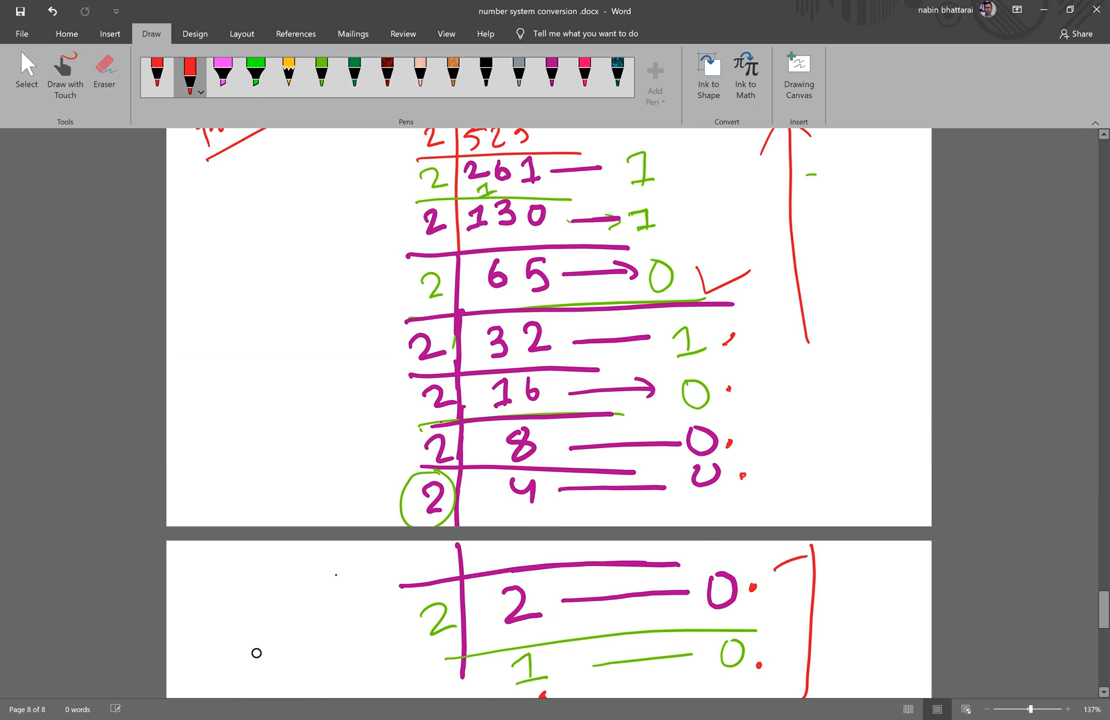 number system conversion .docx - Word
nabin bhattarai
File Home Insert Draw Design Layout References Mailings Review View Help Tell me what you want to do Share
Select Draw with Touch Eraser Add Pen Ink to Shape Ink to Math Drawing Canvas
Tools Pens Convert Insert
2 523
2 261 1
1
2 130 1
2 65 0
2 32 1
2 16 0
2 8 0
2 4 0
2 0
2
1 0
Page 8 of 8 0 words 137%